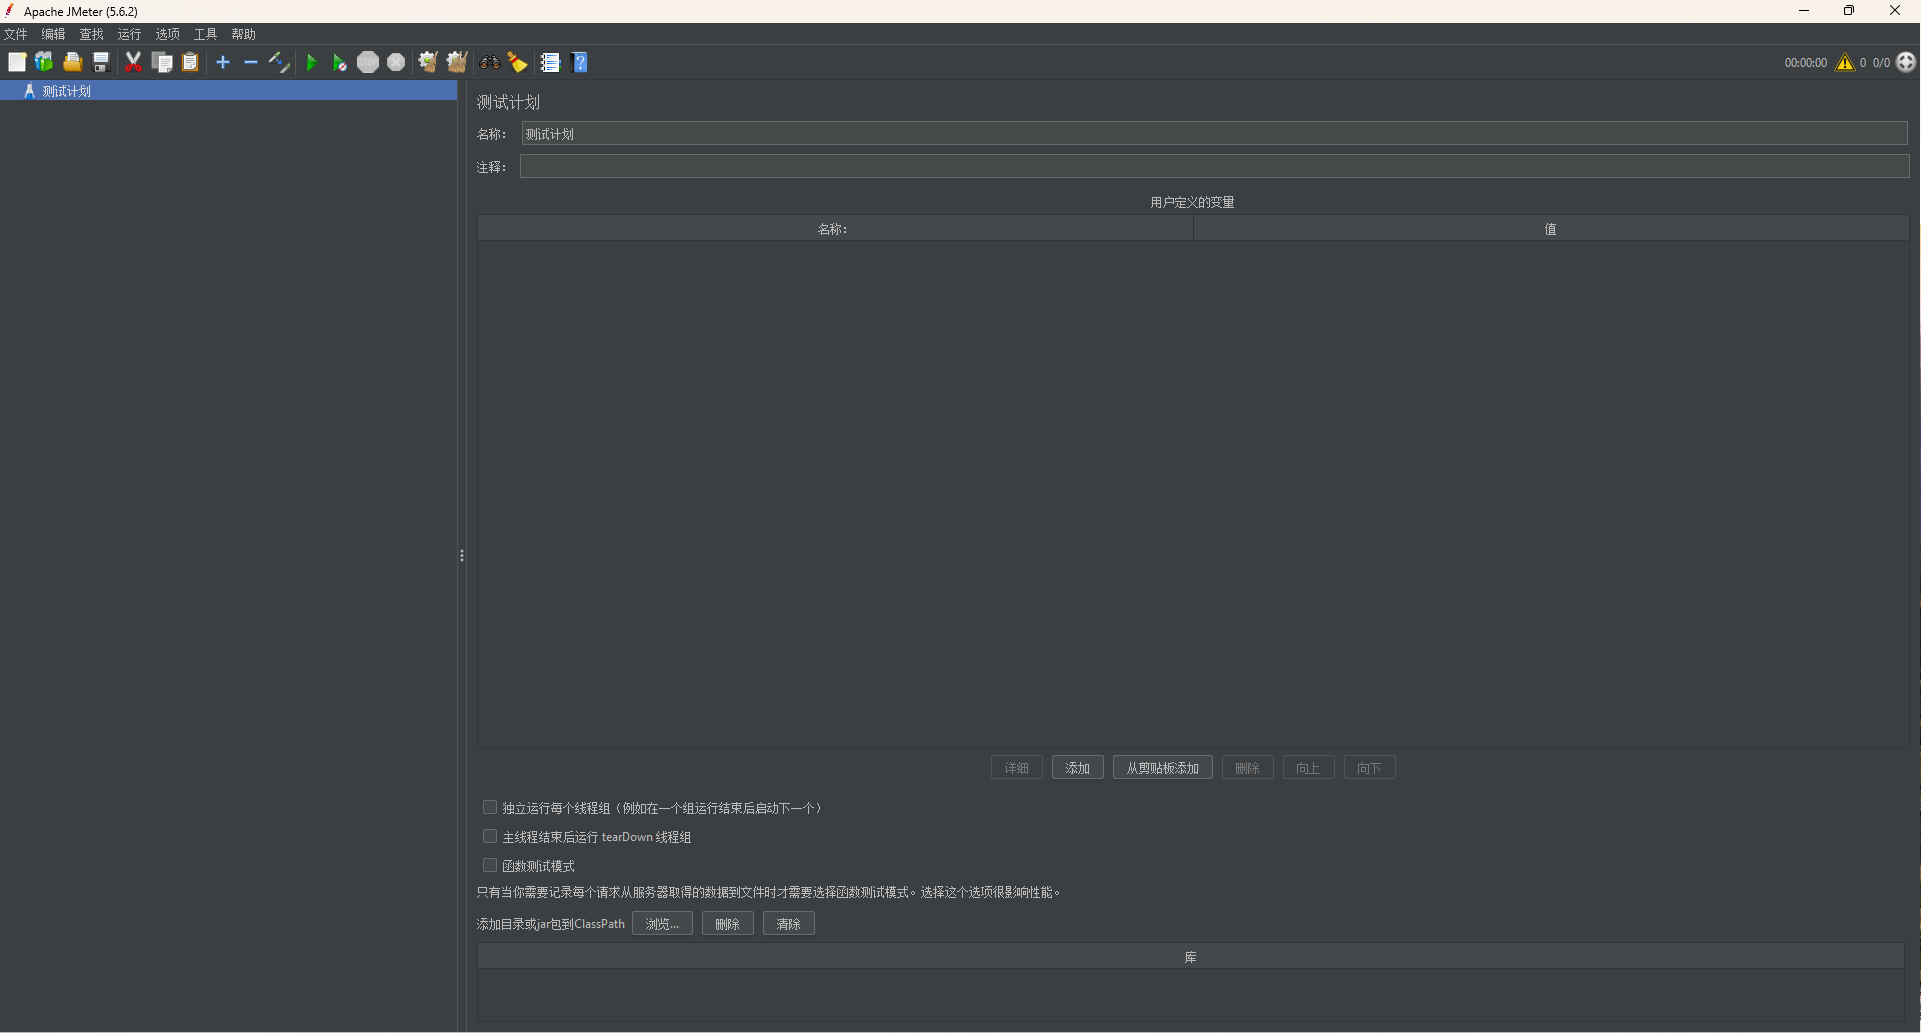 Apache JMeter (5.6.2)
文件 编辑 查找 运行 选项 工具 帮助
STOP
?
00:00:00 0 0/0
测试计划
测试计划
名称： 测试计划
注释：
用户定义的变量
名称： 值
详细 添加 从剪贴板添加 删除 向上 向下
独立运行每个线程组（例如在一个组运行结束后启动下一个）
主线程结束后运行 tearDown 线程组
函数测试模式
只有当你需要记录每个请求从服务器取得的数据到文件时才需要选择函数测试模式。选择这个选项很影响性能。
添加目录或jar包到ClassPath 浏览... 删除 清除
库